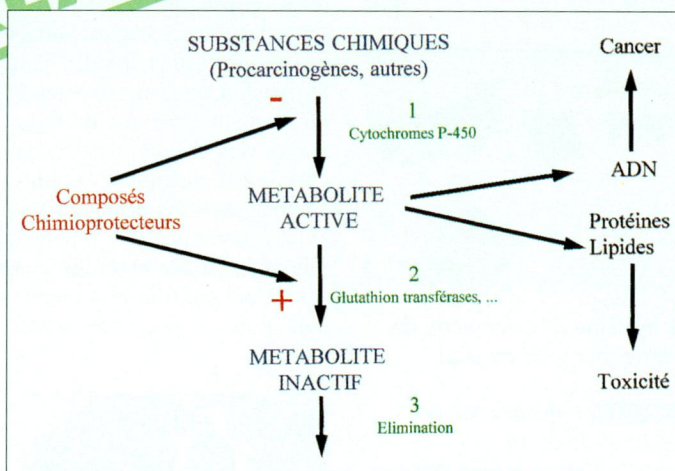 SUBSTANCES CHIMIQUES
(Procarcinogènes, autres)
Cancer
-
1
Cytochromes P-450
ADN
Composés
Chimioprotecteurs
METABOLITE
ACTIVE
Protéines
Lipides
2
+
Glutathion transférases, ...
METABOLITE
INACTIF
Toxicité
3
Elimination